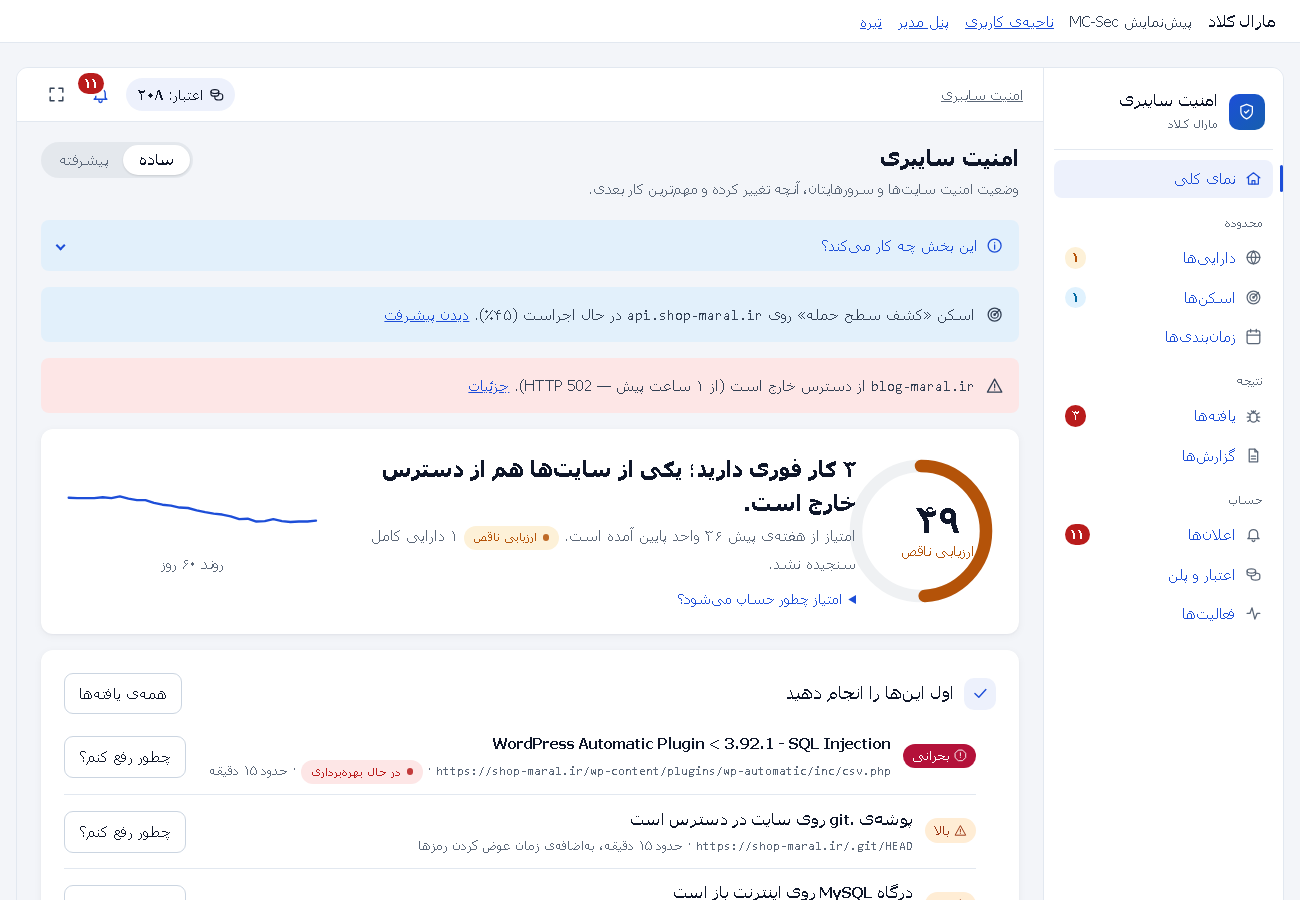 مارال کلاد
پیش‌نمایش MC-Sec
ناحیه‌ی کاربری
پنل مدیر
تیره
امنیت سایبری
مارال کلاد
نمای کلی
محدوده
دارایی‌ها
۱
اسکن‌ها
۱
زمان‌بندی‌ها
نتیجه
یافته‌ها
۳
گزارش‌ها
حساب
اعلان‌ها
۱۱
اعتبار و پلن
فعالیت‌ها
امنیت سایبری
اعتبار: ۲۰۸
۱۱
امنیت سایبری
وضعیت امنیت سایت‌ها و سرورهایتان، آنچه تغییر کرده و مهم‌ترین کار بعدی.
ساده
پیشرفته
این بخش چه کار می‌کند؟
اسکن «کشف سطح حمله» روی api.shop-maral.ir در حال اجراست (۴۵٪). دیدن پیشرفت
blog-maral.ir از دسترس خارج است (از ۱ ساعت پیش — HTTP 502). جزئیات
۴۹
ارزیابی ناقص
۳ کار فوری دارید؛ یکی از سایت‌ها هم از دسترس
خارج است.
امتیاز از هفته‌ی پیش ۳۶ واحد پایین آمده است. ارزیابی ناقص ۱ دارایی کامل
سنجیده نشد.
امتیاز چطور حساب می‌شود؟
روند ۶۰ روز
اول این‌ها را انجام دهید
همه‌ی یافته‌ها
بحرانی
WordPress Automatic Plugin < 3.92.1 - SQL Injection
https://shop-maral.ir/wp-content/plugins/wp-automatic/inc/csv.php · در حال بهره‌برداری · حدود ۱۵ دقیقه
چطور رفع کنم؟
بالا
پوشه‌ی .git روی سایت در دسترس است
https://shop-maral.ir/.git/HEAD · حدود ۱۵ دقیقه، به‌اضافه‌ی زمان عوض کردن رمزها
چطور رفع کنم؟
درگاه MySQL روی اینترنت باز است